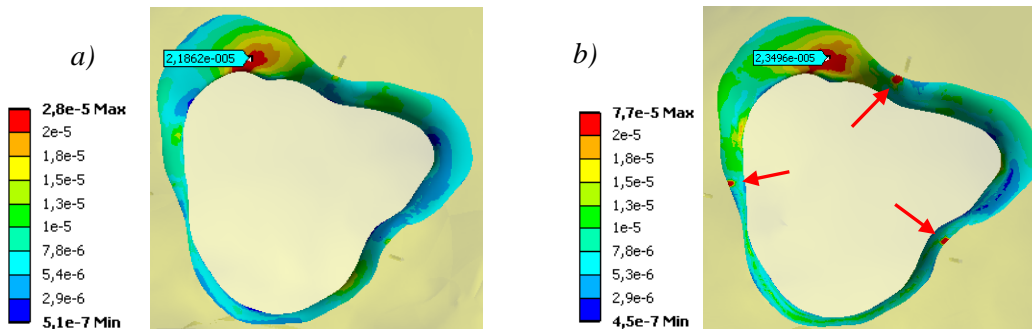 a)
2,1862e-005
2,8e-5 Max
2e-5
1,8e-5
1,5e-5
1,3e-5
1e-5
7,8e-6
5,4e-6
2,9e-6
5,1e-7 Min
b)
2,3496e-005
7,7e-5 Max
2e-5
1,8e-5
1,5e-5
1,3e-5
1e-5
7,8e-6
5,3e-6
2,9e-6
4,5e-7 Min